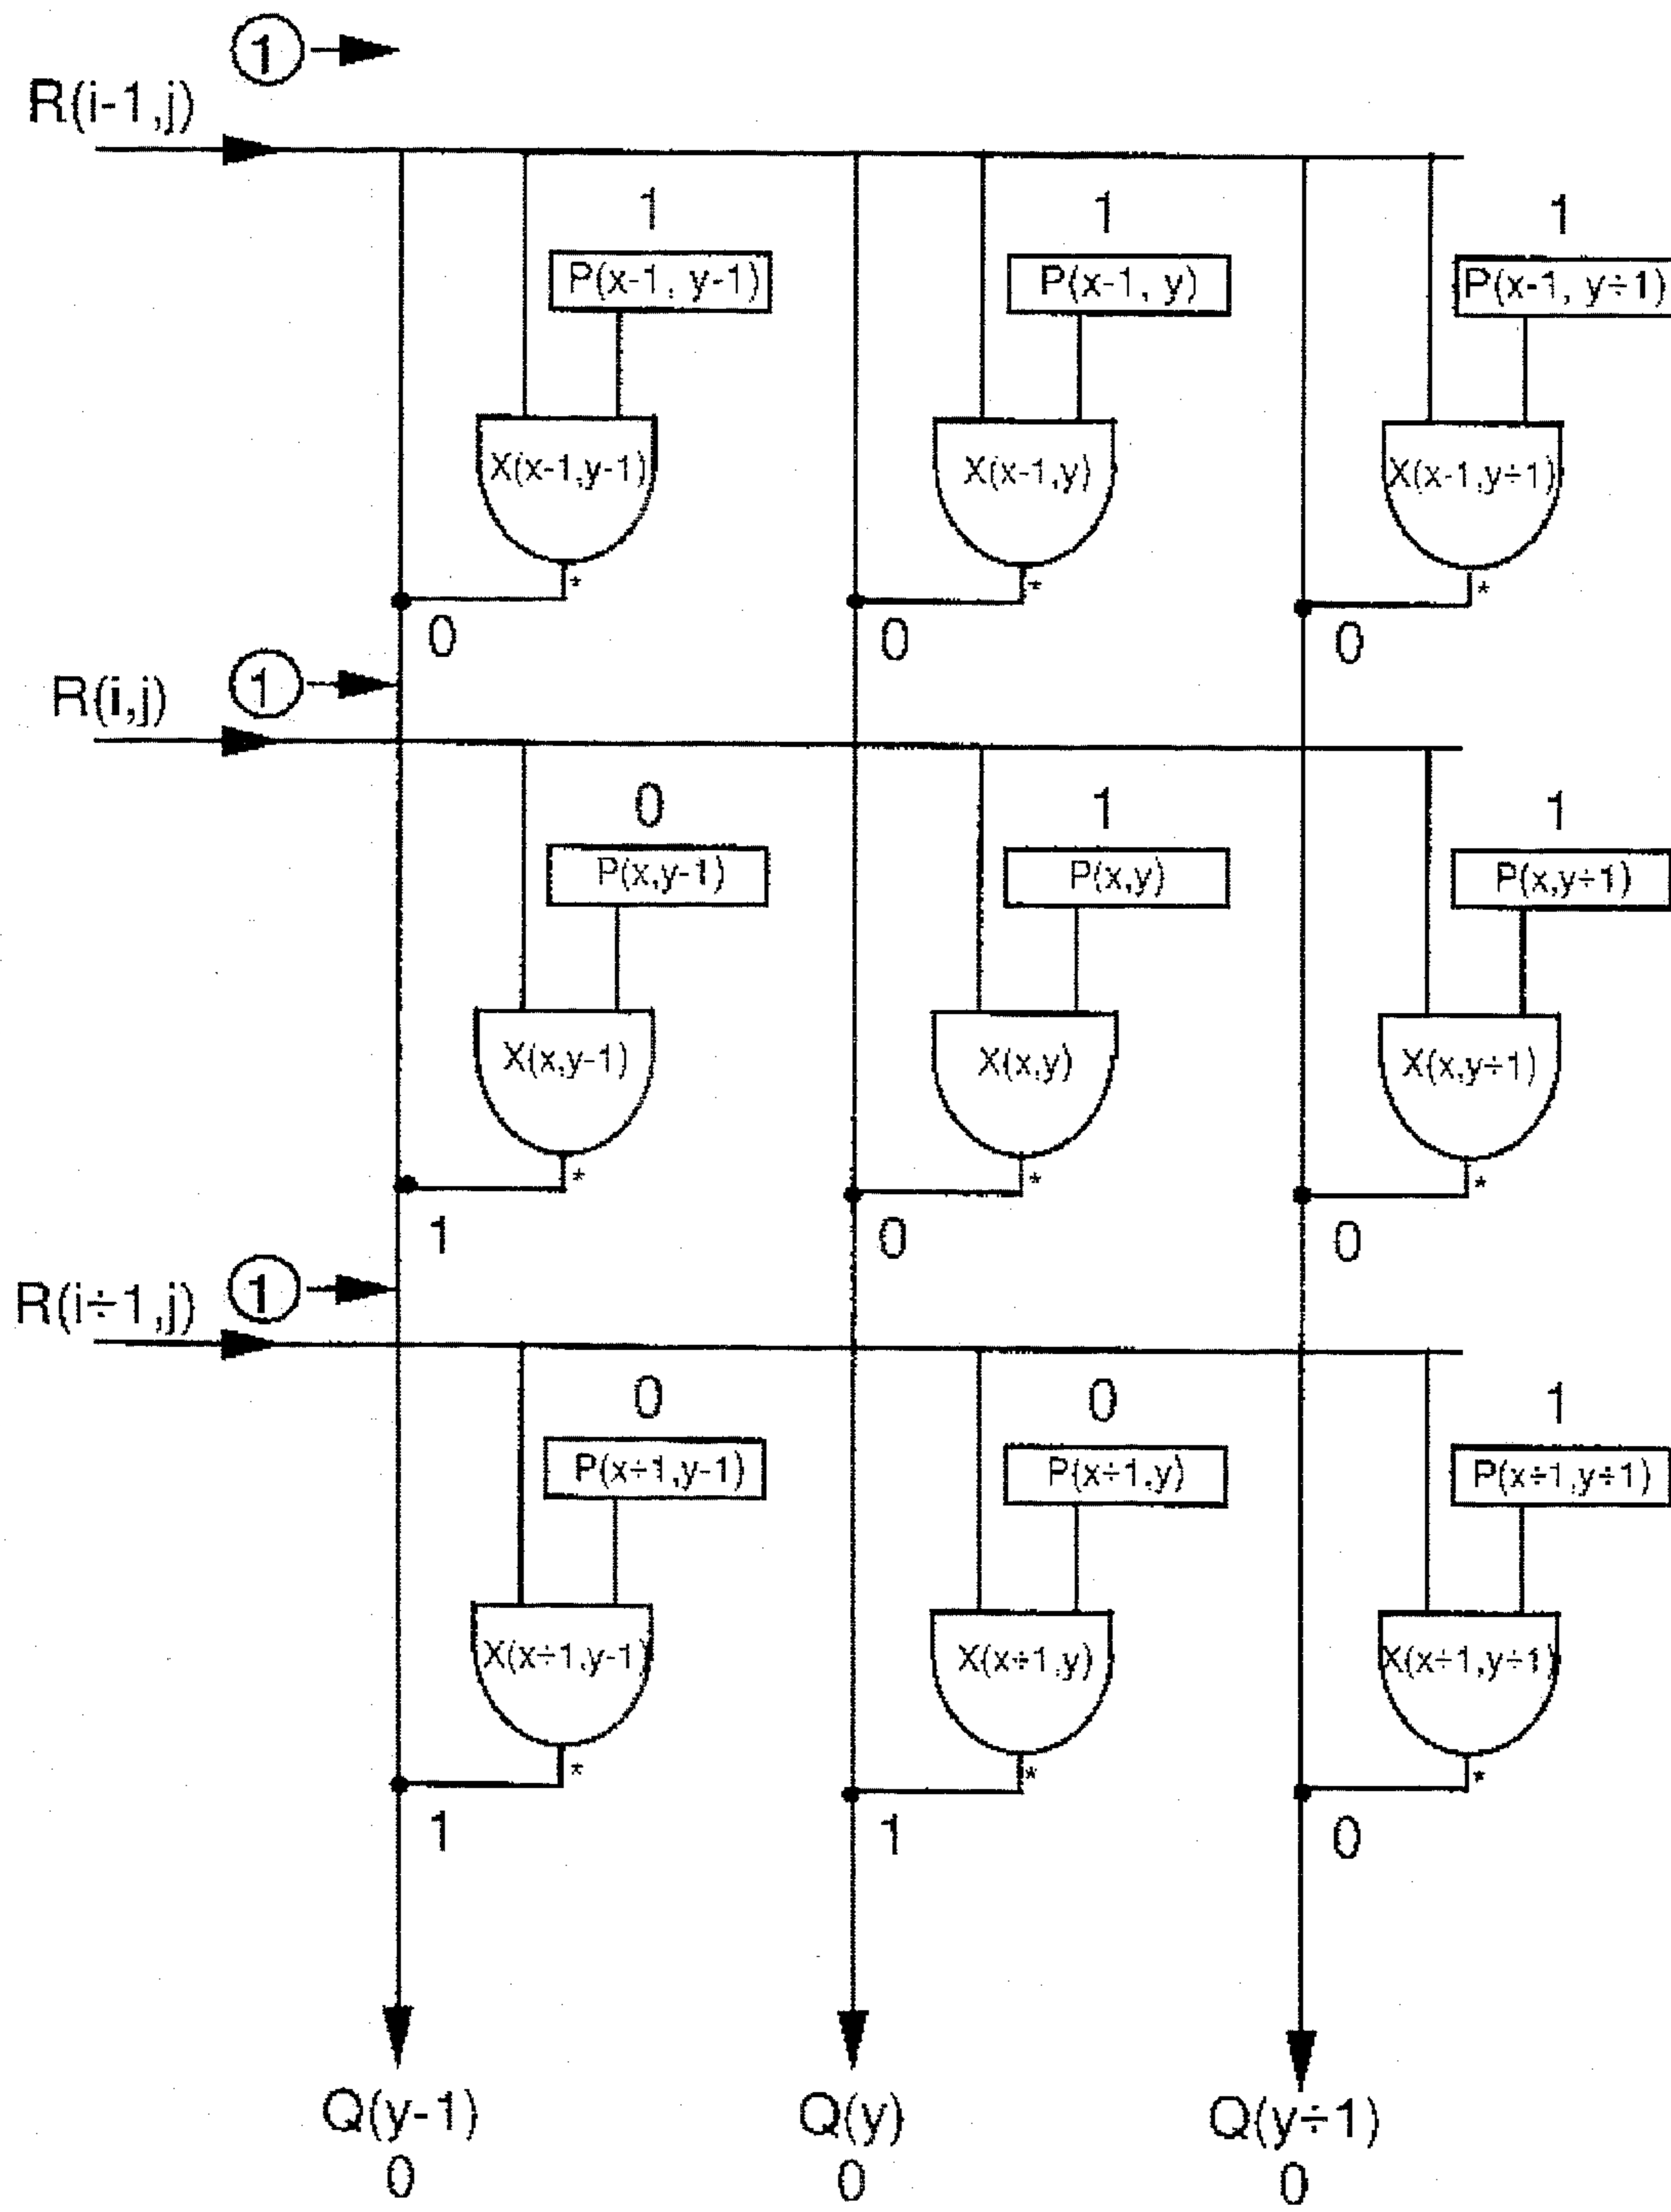 1
R(i-1,j)
1 1 1
P(x-1, y-1) P(x-1, y) P(x-1, y÷1)
X(x-1,y-1) X(x-1,y) X(x-1,y÷1)
* * *
0 0 0
1
R(i,j)
0 1 1
P(x,y-1) P(x,y) P(x,y÷1)
X(x,y-1) X(x,y) X(x,y÷1)
* * *
1 0 0
1
R(i÷1,j)
0 0 1
P(x÷1,y-1) P(x÷1,y) P(x÷1,y÷1)
X(x÷1,y-1) X(x÷1,y) X(x÷1,y÷1)
* * *
1 1 0
Q(y-1) Q(y) Q(y÷1)
0 0 0